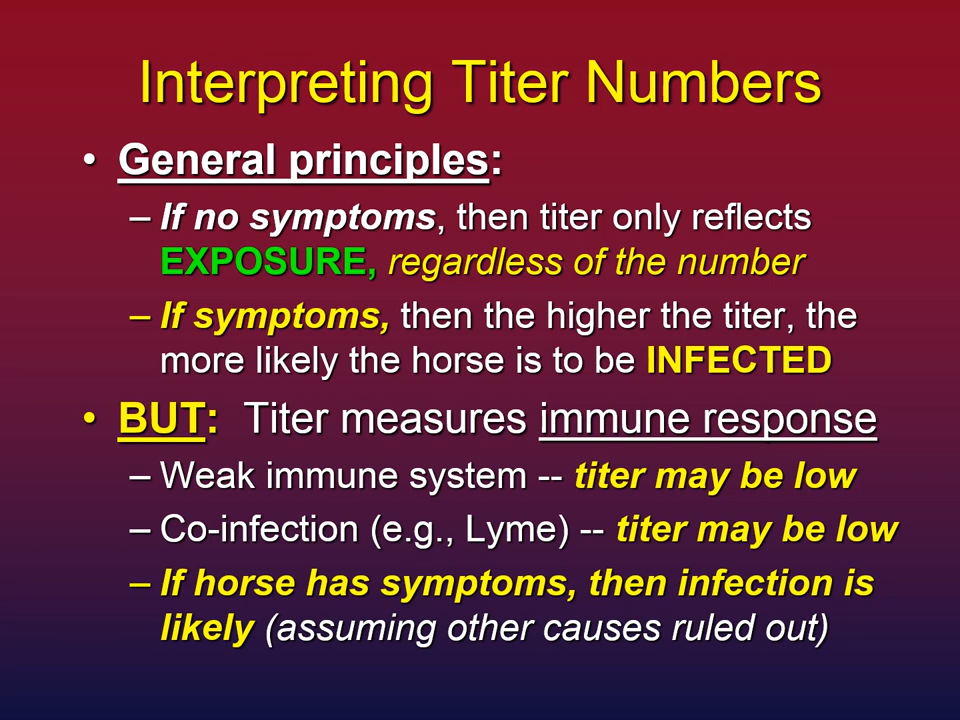 Interpreting Titer Numbers
• General principles:
– If no symptoms, then titer only reflects
EXPOSURE, regardless of the number
– If symptoms, then the higher the titer, the
more likely the horse is to be INFECTED
• BUT: Titer measures immune response
– Weak immune system -- titer may be low
– Co-infection (e.g., Lyme) -- titer may be low
– If horse has symptoms, then infection is
likely (assuming other causes ruled out)